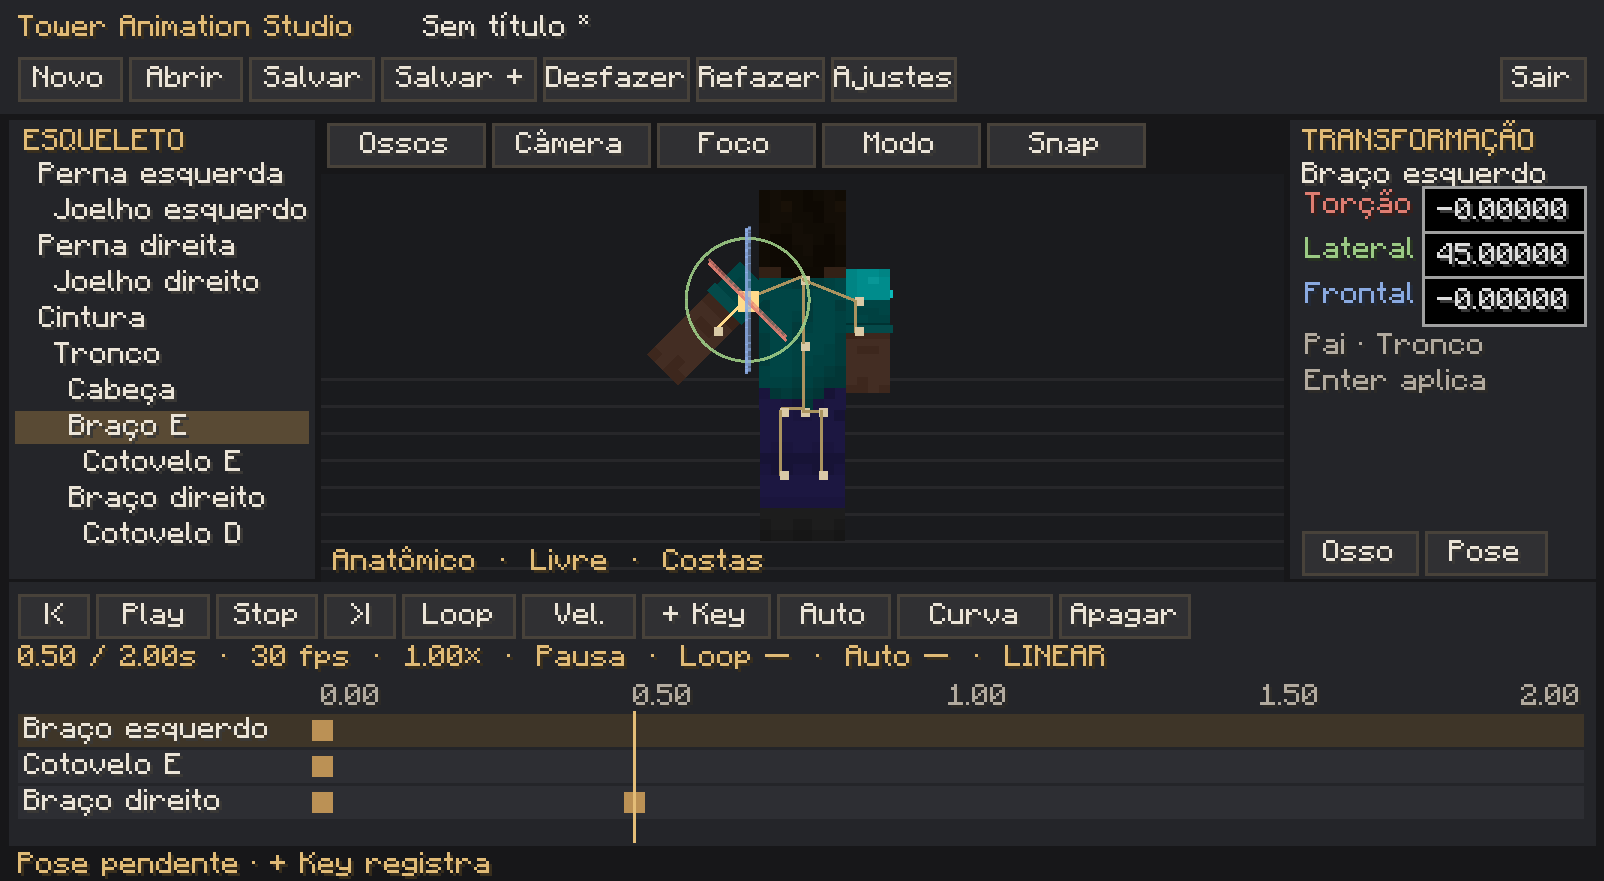 Tower Animation Studio Sem título *
Novo Abrir Salvar Salvar + Desfazer Refazer Ajustes Sair
ESQUELETO
Perna esquerda
Joelho esquerdo
Perna direita
Joelho direito
Cintura
Tronco
Cabeça
Braço E
Cotovelo E
Braço direito
Cotovelo D
Ossos Câmera Foco Modo Snap
Anatômico · Livre · Costas
TRANSFORMAÇÃO
Braço esquerdo
Torção -0.00000
Lateral 45.00000
Frontal -0.00000
Pai · Tronco
Enter aplica
Osso Pose
|< Play Stop >| Loop Vel. + Key Auto Curva Apagar
0.50 / 2.00s · 30 fps · 1.00x · Pausa · Loop — · Auto — · LINEAR
0.00 0.50 1.00 1.50 2.00
Braço esquerdo
Cotovelo E
Braço direito
Pose pendente · + Key registra